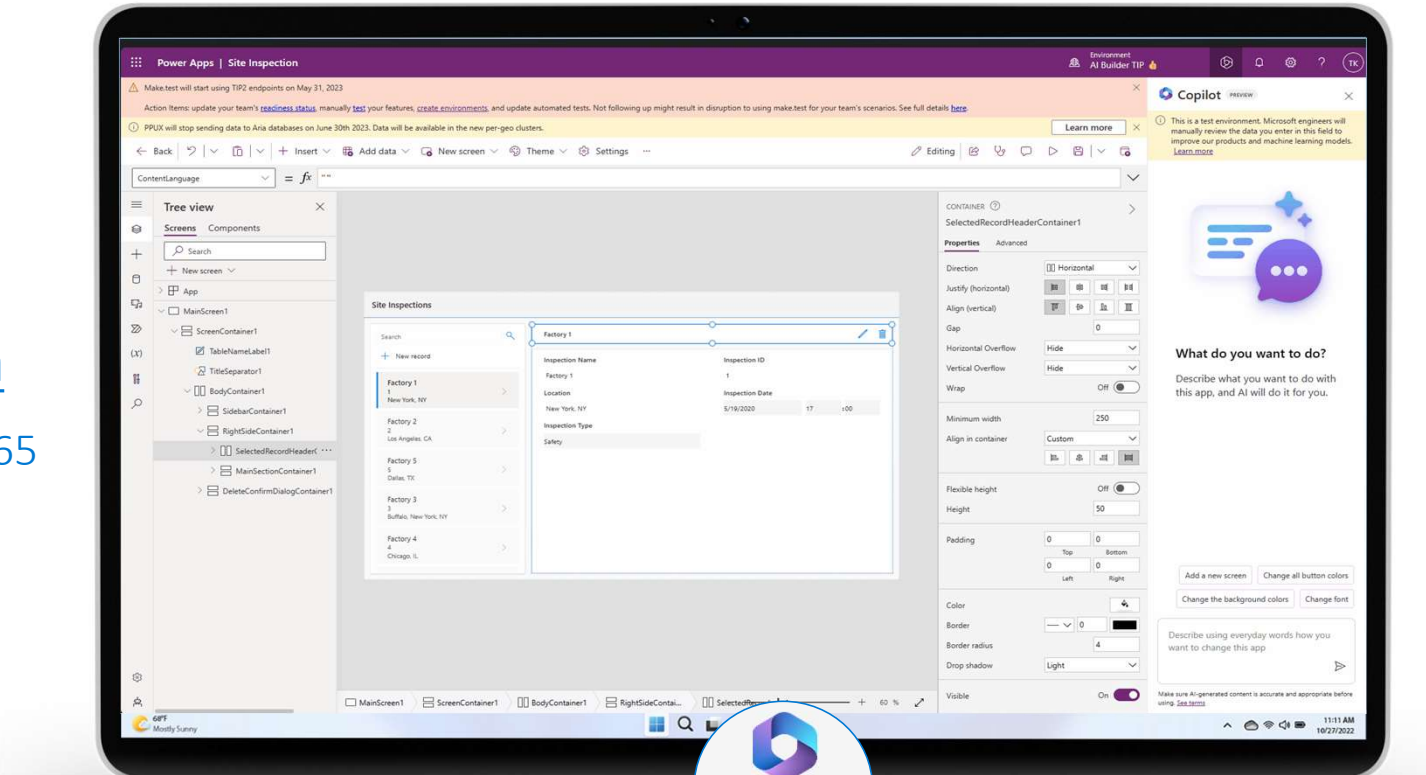 Power Apps | Site Inspection
Environment
AI Builder TIP 👍
TK
Make.test will start using TIP2 endpoints on May 31, 2023
Action Items: update your team's readiness status, manually test your features, create environments, and update automated tests. Not following up might result in disruption to using make.test for your team's scenarios. See full details here.
PPUX will stop sending data to Aria databases on June 30th 2023. Data will be available in the new per-geo clusters.
Learn more
Back
Insert
Add data
New screen
Theme
Settings
Editing
ContentLanguage
= fx ""
Tree view
Screens Components
Search
New screen
App
MainScreen1
ScreenContainer1
TableNameLabel1
TitleSeparator1
BodyContainer1
SidebarContainer1
RightSideContainer1
SelectedRecordHeader(
MainSectionContainer1
DeleteConfirmDialogContainer1
65
Site Inspections
Search
New record
Factory 1
1
New York, NY
Factory 2
2
Los Angeles, CA
Factory 5
5
Dallas, TX
Factory 3
3
Buffalo, New York, NY
Factory 4
4
Chicago, IL
Factory 1
Inspection Name Inspection ID
Factory 1 1
Location Inspection Date
New York, NY 5/19/2020 17 :00
Inspection Type
Safety
MainScreen1 ScreenContainer1 BodyContainer1 RightSideContai... 60 %
CONTAINER
SelectedRecordHeaderContainer1
Properties Advanced
Direction Horizontal
Justify (horizontal)
Align (vertical)
Gap 0
Horizontal Overflow Hide
Vertical Overflow Hide
Wrap Off
Minimum width 250
Align in container Custom
Flexible height Off
Height 50
Padding 0 0
Top Bottom
0 0
Left Right
Color
Border 0
Border radius 4
Drop shadow Light
Visible On
Copilot PREVIEW
This is a test environment. Microsoft engineers will
manually review the data you enter in this field to
improve our products and machine learning models.
Learn more
What do you want to do?
Describe what you want to do with
this app, and AI will do it for you.
Add a new screen Change all button colors
Change the background colors Change font
Describe using everyday words how you
want to change this app
Make sure AI-generated content is accurate and appropriate before
using. See terms
68°F
Mostly Sunny
11:11 AM
10/27/2022